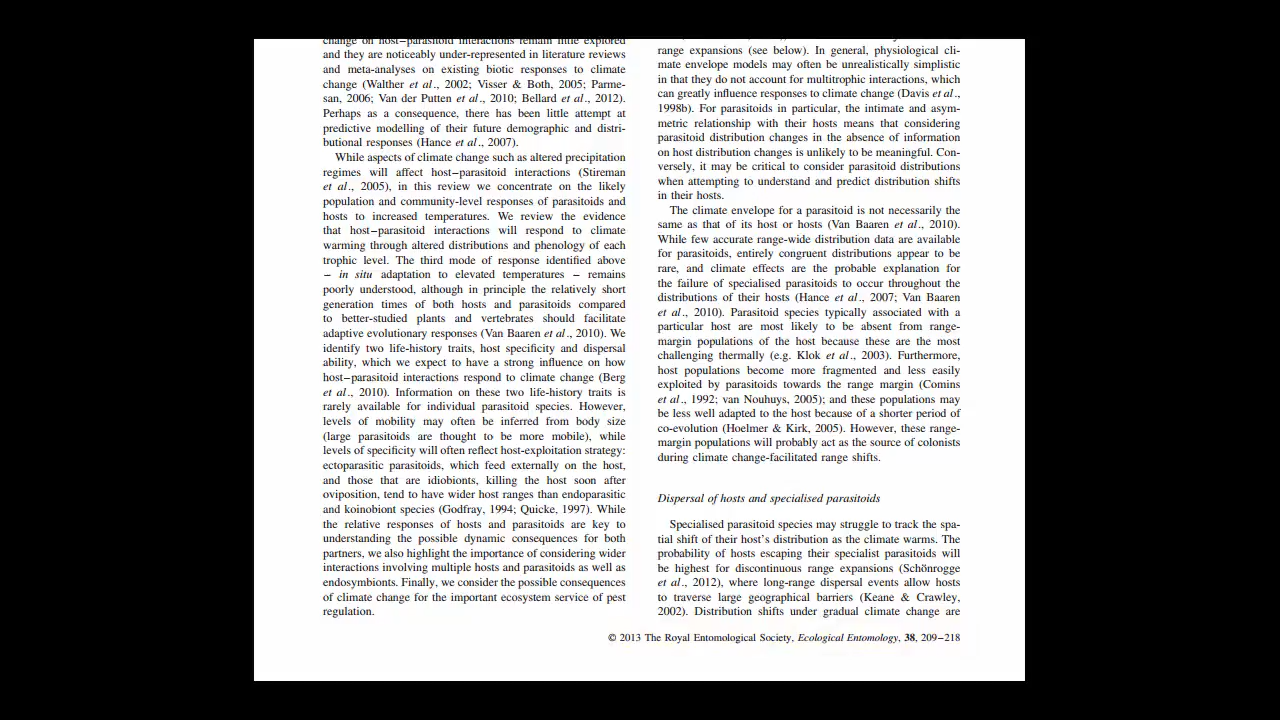 change on host–parasitoid interactions remain little explored
and they are noticeably under-represented in literature reviews
and meta-analyses on existing biotic responses to climate
change (Walther et al., 2002; Visser & Both, 2005; Parme-
san, 2006; Van der Putten et al., 2010; Bellard et al., 2012).
Perhaps as a consequence, there has been little attempt at
predictive modelling of their future demographic and distri-
butional responses (Hance et al., 2007).
While aspects of climate change such as altered precipitation
regimes will affect host–parasitoid interactions (Stireman
et al., 2005), in this review we concentrate on the likely
population and community-level responses of parasitoids and
hosts to increased temperatures. We review the evidence
that host–parasitoid interactions will respond to climate
warming through altered distributions and phenology of each
trophic level. The third mode of response identified above
– in situ adaptation to elevated temperatures – remains
poorly understood, although in principle the relatively short
generation times of both hosts and parasitoids compared
to better-studied plants and vertebrates should facilitate
adaptive evolutionary responses (Van Baaren et al., 2010). We
identify two life-history traits, host specificity and dispersal
ability, which we expect to have a strong influence on how
host–parasitoid interactions respond to climate change (Berg
et al., 2010). Information on these two life-history traits is
rarely available for individual parasitoid species. However,
levels of mobility may often be inferred from body size
(large parasitoids are thought to be more mobile), while
levels of specificity will often reflect host-exploitation strategy:
ectoparasitic parasitoids, which feed externally on the host,
and those that are idiobionts, killing the host soon after
oviposition, tend to have wider host ranges than endoparasitic
and koinobiont species (Godfray, 1994; Quicke, 1997). While
the relative responses of hosts and parasitoids are key to
understanding the possible dynamic consequences for both
partners, we also highlight the importance of considering wider
interactions involving multiple hosts and parasitoids as well as
endosymbionts. Finally, we consider the possible consequences
of climate change for the important ecosystem service of pest
regulation.
range expansions (see below). In general, physiological cli-
mate envelope models may often be unrealistically simplistic
in that they do not account for multitrophic interactions, which
can greatly influence responses to climate change (Davis et al.,
1998b). For parasitoids in particular, the intimate and asym-
metric relationship with their hosts means that considering
parasitoid distribution changes in the absence of information
on host distribution changes is unlikely to be meaningful. Con-
versely, it may be critical to consider parasitoid distributions
when attempting to understand and predict distribution shifts
in their hosts.
The climate envelope for a parasitoid is not necessarily the
same as that of its host or hosts (Van Baaren et al., 2010).
While few accurate range-wide distribution data are available
for parasitoids, entirely congruent distributions appear to be
rare, and climate effects are the probable explanation for
the failure of specialised parasitoids to occur throughout the
distributions of their hosts (Hance et al., 2007; Van Baaren
et al., 2010). Parasitoid species typically associated with a
particular host are most likely to be absent from range-
margin populations of the host because these are the most
challenging thermally (e.g. Klok et al., 2003). Furthermore,
host populations become more fragmented and less easily
exploited by parasitoids towards the range margin (Comins
et al., 1992; van Nouhuys, 2005); and these populations may
be less well adapted to the host because of a shorter period of
co-evolution (Hoelmer & Kirk, 2005). However, these range-
margin populations will probably act as the source of colonists
during climate change-facilitated range shifts.
Dispersal of hosts and specialised parasitoids
Specialised parasitoid species may struggle to track the spa-
tial shift of their host's distribution as the climate warms. The
probability of hosts escaping their specialist parasitoids will
be highest for discontinuous range expansions (Schönrogge
et al., 2012), where long-range dispersal events allow hosts
to traverse large geographical barriers (Keane & Crawley,
2002). Distribution shifts under gradual climate change are
© 2013 The Royal Entomological Society, Ecological Entomology, 38, 209–218